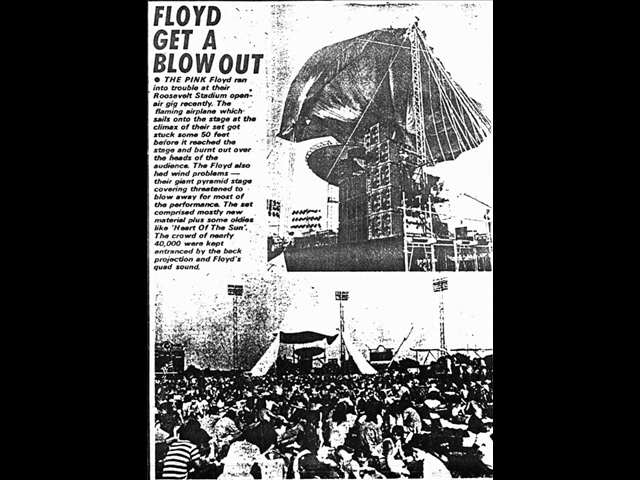 FLOYD
GET A
BLOW OUT
● THE PINK Floyd ran
into trouble at their
Roosevelt Stadium open-
air gig recently. The
flaming airplane which
sails onto the stage at the
climax of their set got
stuck some 50 feet
before it reached the
stage and burnt out over
the heads of the
audience. The Floyd also
had wind problems —
their giant pyramid stage
covering threatened to
blow away for most of
the performance. The set
comprised mostly new
material plus some oldies
like 'Heart Of The Sun'.
The crowd of nearly
40,000 were kept
entranced by the back
projection and Floyd's
quad sound.